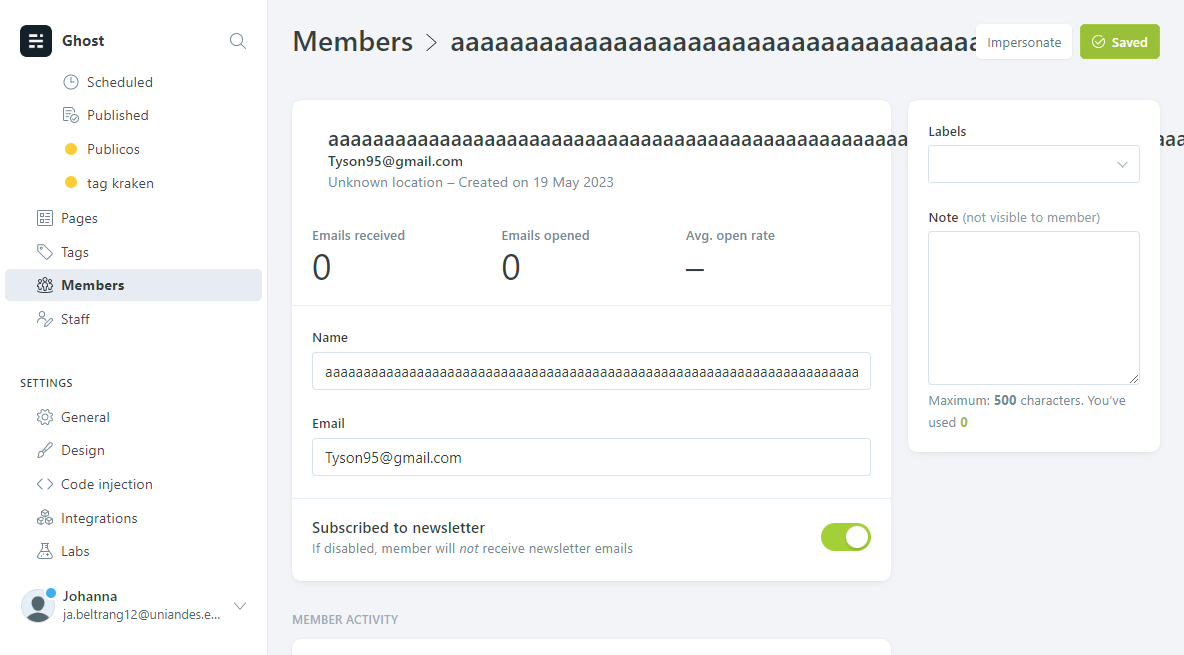 Ghost
Scheduled
Published
Publicos
tag kraken
Pages
Tags
Members
Staff
SETTINGS
General
Design
Code injection
Integrations
Labs
Johanna
ja.beltrang12@uniandes.e...
Members > aaaaaaaaaaaaaaaaaaaaaaaaaaaaaaaaaaaa
Impersonate
Saved
aaaaaaaaaaaaaaaaaaaaaaaaaaaaaaaaaaaaaaaaaaaaaaaaaaaa
Tyson95@gmail.com
Unknown location – Created on 19 May 2023
Emails received
Emails opened
Avg. open rate
0
0
–
Name
aaaaaaaaaaaaaaaaaaaaaaaaaaaaaaaaaaaaaaaaaaaaaaaaaaaaaaaaaaaaaaaaaaaaaa
Email
Tyson95@gmail.com
Subscribed to newsletter
If disabled, member will not receive newsletter emails
MEMBER ACTIVITY
Labels
aaa
Note (not visible to member)
Maximum: 500 characters. You've
used 0